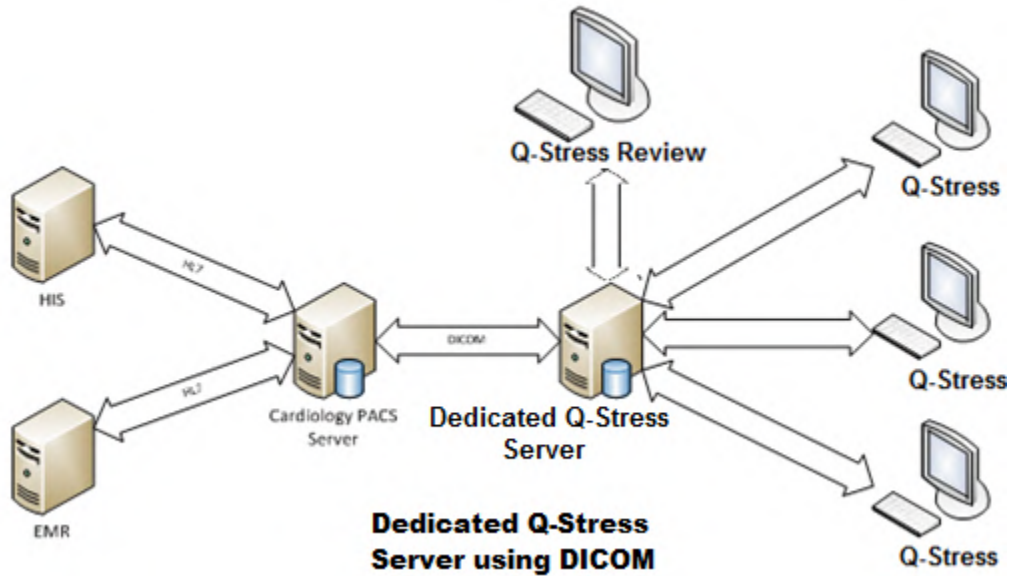 Q-Stress Review
Q-Stress
HL7
HIS
DICOM
Q-Stress
HL7
Cardiology PACS
Server
Dedicated Q-Stress
Server
EMR
Dedicated Q-Stress
Server using DICOM
Q-Stress